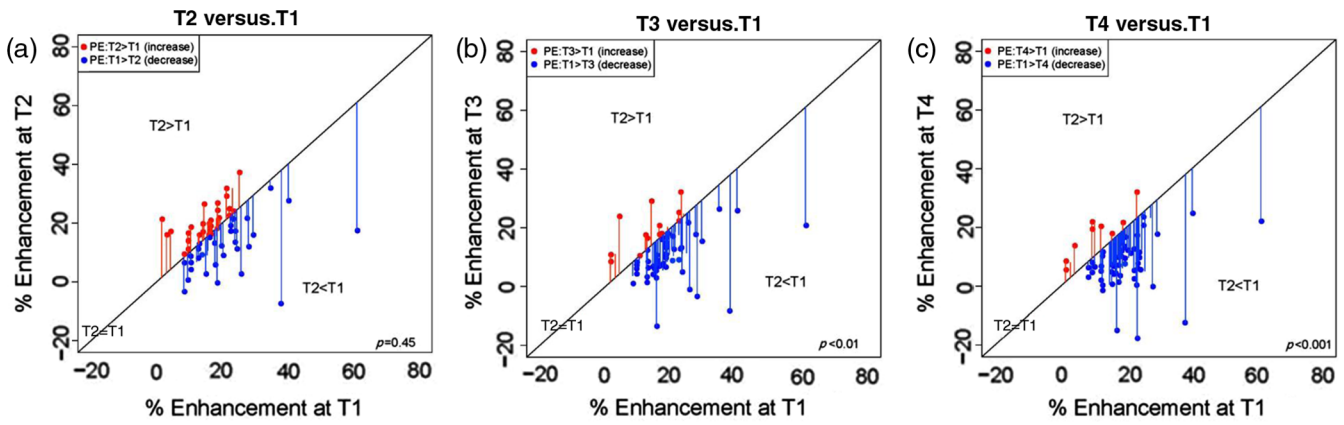 T2 versus.T1
(a)
PE:T2>T1 (increase)
PE:T1>T2 (decrease)
T2>T1
T2<T1
T2=T1
p=0.45
% Enhancement at T2
80
60
40
20
0
−20
−20 0 20 40 60 80
% Enhancement at T1
T3 versus.T1
(b)
PE:T3>T1 (increase)
PE:T1>T3 (decrease)
T2>T1
T2<T1
T2=T1
p<0.01
% Enhancement at T3
80
60
40
20
0
−20
−20 0 20 40 60 80
% Enhancement at T1
T4 versus.T1
(c)
PE:T4>T1 (increase)
PE:T1>T4 (decrease)
T2>T1
T2<T1
T2=T1
p<0.001
% Enhancement at T4
80
60
40
20
0
−20
−20 0 20 40 60 80
% Enhancement at T1